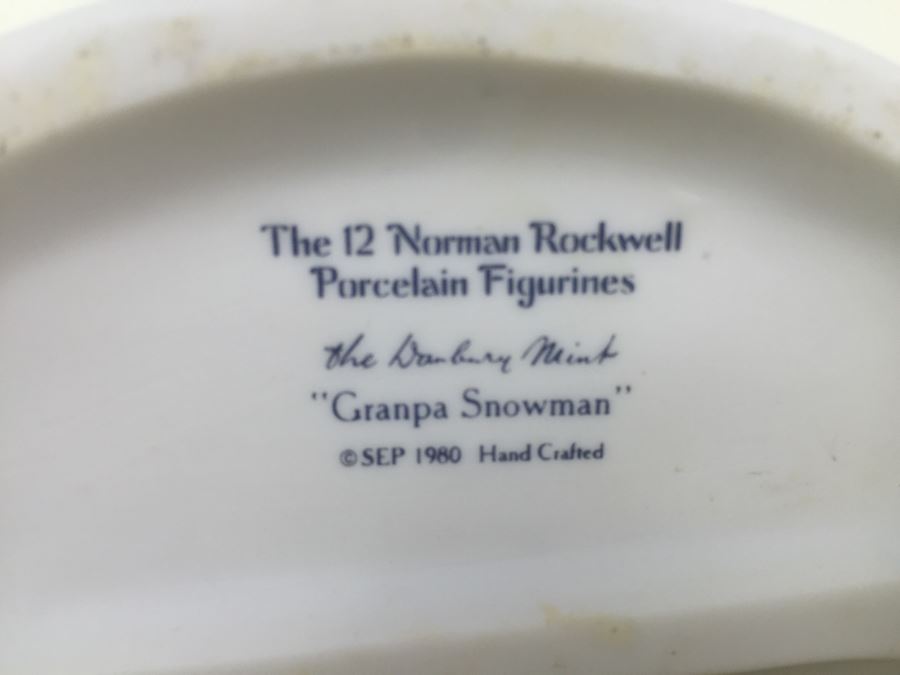 The 12 Norman Rockwell
Porcelain Figurines
the Danbury Mint
"Granpa Snowman"
©SEP 1980 Hand Crafted